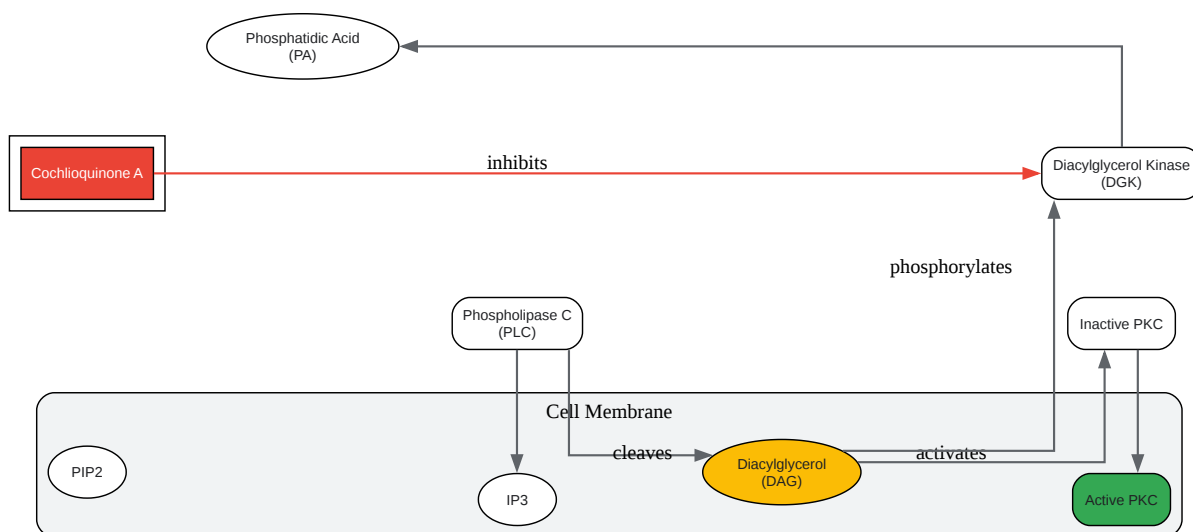 Phosphatidic Acid
(PA)
Cochlioquinone A
inhibits
Diacylglycerol Kinase
(DGK)
phosphorylates
Phospholipase C
(PLC)
Inactive PKC
Cell Membrane
PIP2
IP3
cleaves
Diacylglycerol
(DAG)
activates
Active PKC